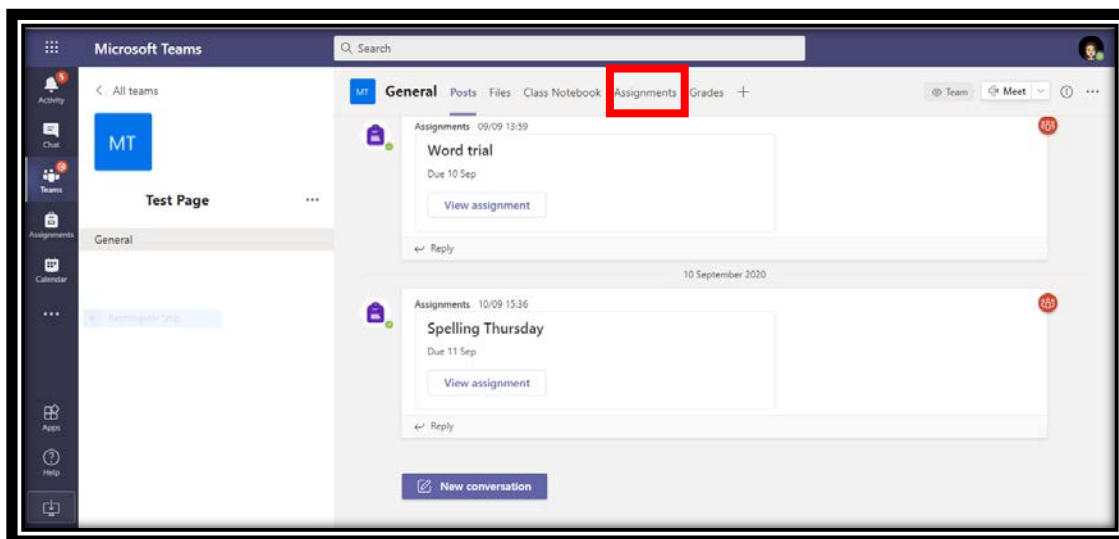 Microsoft Teams
Search
5
Activity
Chat
Teams
Assignments
Calendar
Apps
Help
All teams
MT
Test Page
General
MT General Posts Files Class Notebook Assignments Grades +
Team Meet
Assignments 09/09 13:59
Word trial
Due 10 Sep
View assignment
Reply
10 September 2020
Assignments 10/09 15:36
Spelling Thursday
Due 11 Sep
View assignment
Reply
New conversation
Rectangular Snip